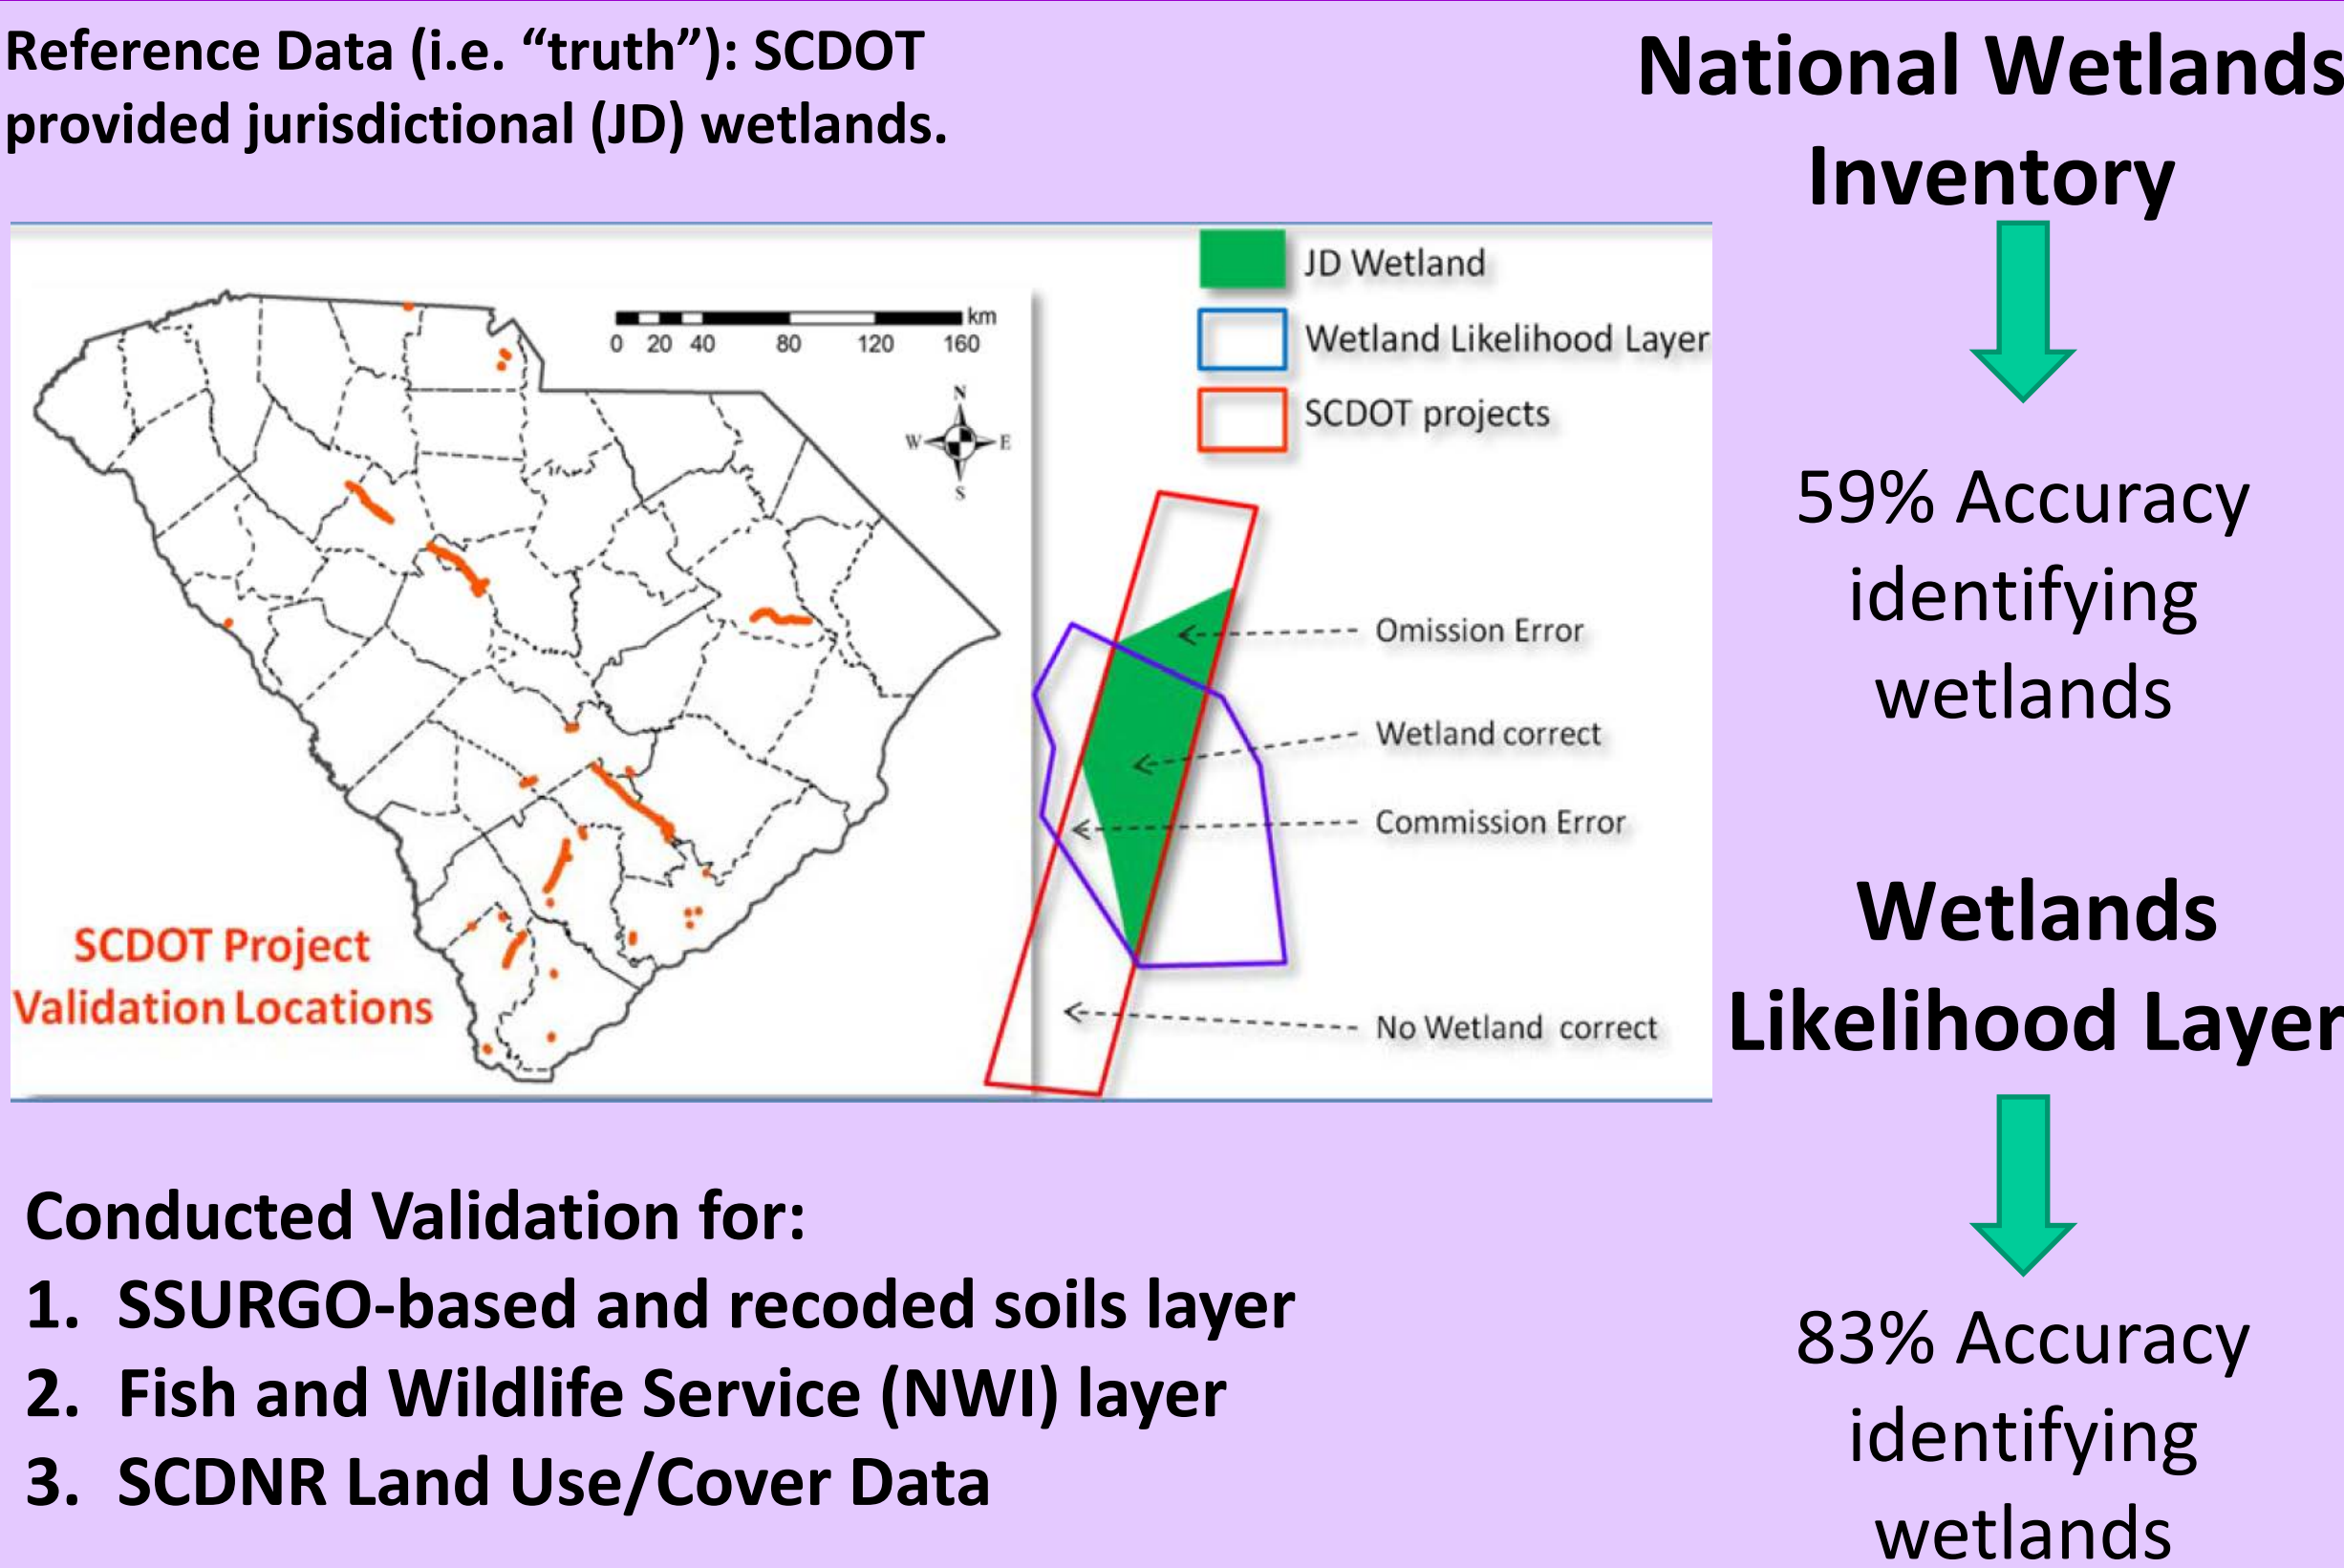 Reference Data (i.e. “truth”): SCDOT
provided jurisdictional (JD) wetlands.
National Wetlands
Inventory
59% Accuracy
identifying
wetlands
Wetlands
Likelihood Layer
83% Accuracy
identifying
wetlands
km
0 20 40 80 120 160
N
W E
S
SCDOT Project
Validation Locations
JD Wetland
Wetland Likelihood Layer
SCDOT projects
Omission Error
Wetland correct
Commission Error
No Wetland correct
Conducted Validation for:
1. SSURGO-based and recoded soils layer
2. Fish and Wildlife Service (NWI) layer
3. SCDNR Land Use/Cover Data